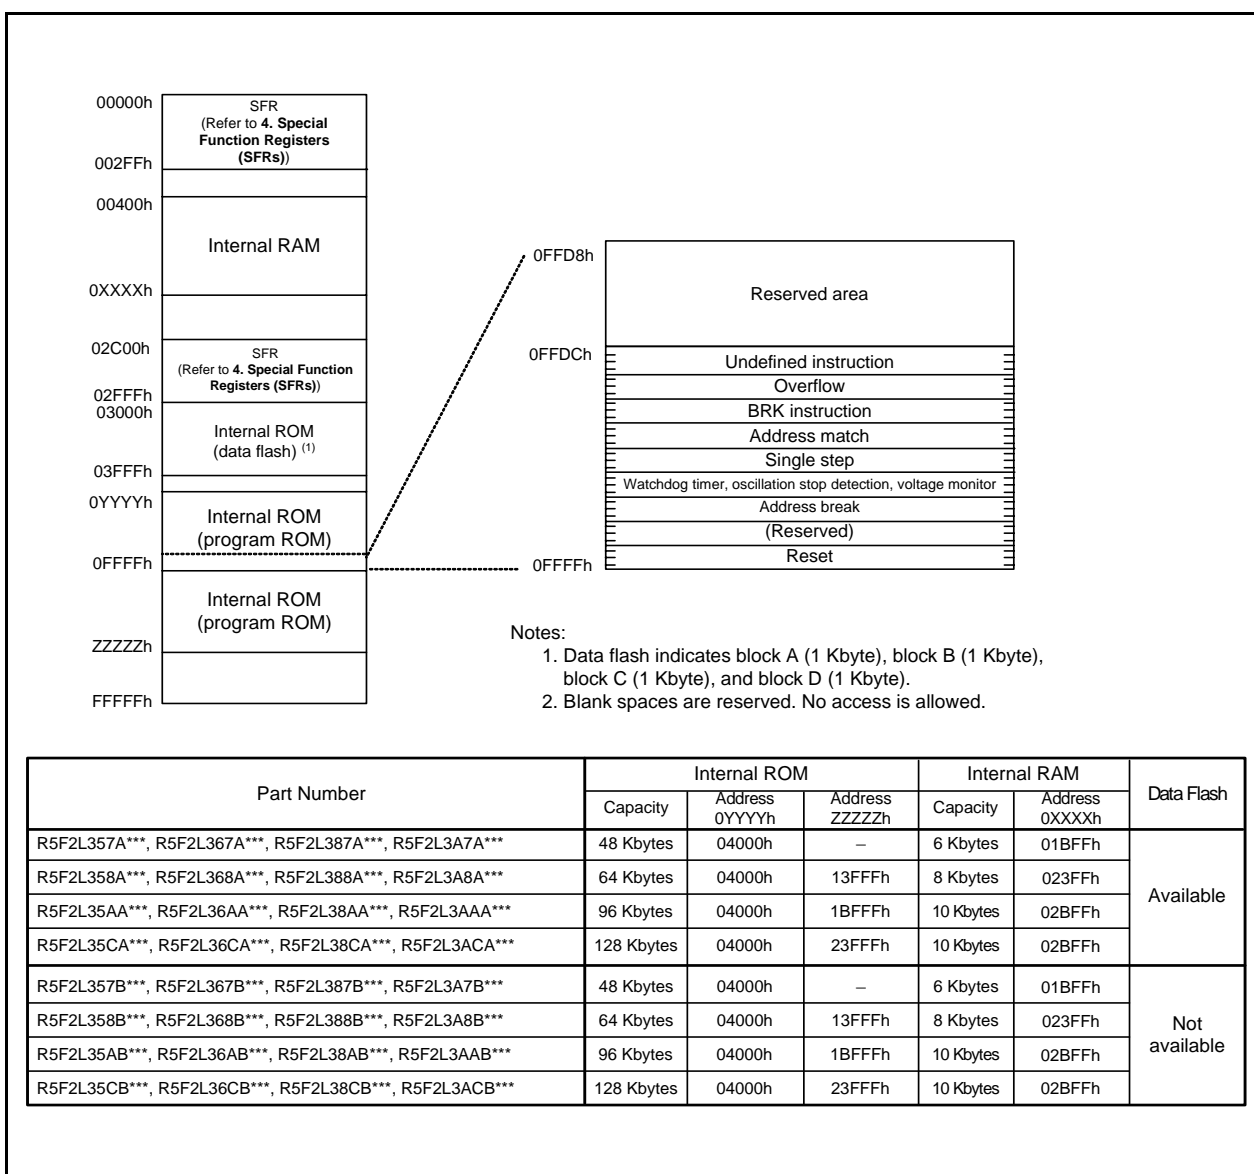 00000h
SFR
(Refer to 4. Special
Function Registers
(SFRs))
002FFh
00400h
Internal RAM
0XXXXh
02C00h
SFR
(Refer to 4. Special Function
Registers (SFRs))
02FFFh
03000h
Internal ROM
(data flash) (1)
03FFFh
0YYYYh
Internal ROM
(program ROM)
0FFFFh
Internal ROM
(program ROM)
ZZZZZh
FFFFFh
0FFD8h
Reserved area
0FFDCh
Undefined instruction
Overflow
BRK instruction
Address match
Single step
Watchdog timer, oscillation stop detection, voltage monitor
Address break
(Reserved)
Reset
0FFFFh
Notes:
1. Data flash indicates block A (1 Kbyte), block B (1 Kbyte),
block C (1 Kbyte), and block D (1 Kbyte).
2. Blank spaces are reserved. No access is allowed.
Part Number Internal ROM Internal RAM Data Flash
Capacity Address 0YYYYh Address ZZZZZh Capacity Address 0XXXXh
R5F2L357A***, R5F2L367A***, R5F2L387A***, R5F2L3A7A*** 48 Kbytes 04000h – 6 Kbytes 01BFFh
R5F2L358A***, R5F2L368A***, R5F2L388A***, R5F2L3A8A*** 64 Kbytes 04000h 13FFFh 8 Kbytes 023FFh
Available
R5F2L35AA***, R5F2L36AA***, R5F2L38AA***, R5F2L3AAA*** 96 Kbytes 04000h 1BFFFh 10 Kbytes 02BFFh
R5F2L35CA***, R5F2L36CA***, R5F2L38CA***, R5F2L3ACA*** 128 Kbytes 04000h 23FFFh 10 Kbytes 02BFFh
R5F2L357B***, R5F2L367B***, R5F2L387B***, R5F2L3A7B*** 48 Kbytes 04000h – 6 Kbytes 01BFFh
R5F2L358B***, R5F2L368B***, R5F2L388B***, R5F2L3A8B*** 64 Kbytes 04000h 13FFFh 8 Kbytes 023FFh
Not
available
R5F2L35AB***, R5F2L36AB***, R5F2L38AB***, R5F2L3AAB*** 96 Kbytes 04000h 1BFFFh 10 Kbytes 02BFFh
R5F2L35CB***, R5F2L36CB***, R5F2L38CB***, R5F2L3ACB*** 128 Kbytes 04000h 23FFFh 10 Kbytes 02BFFh